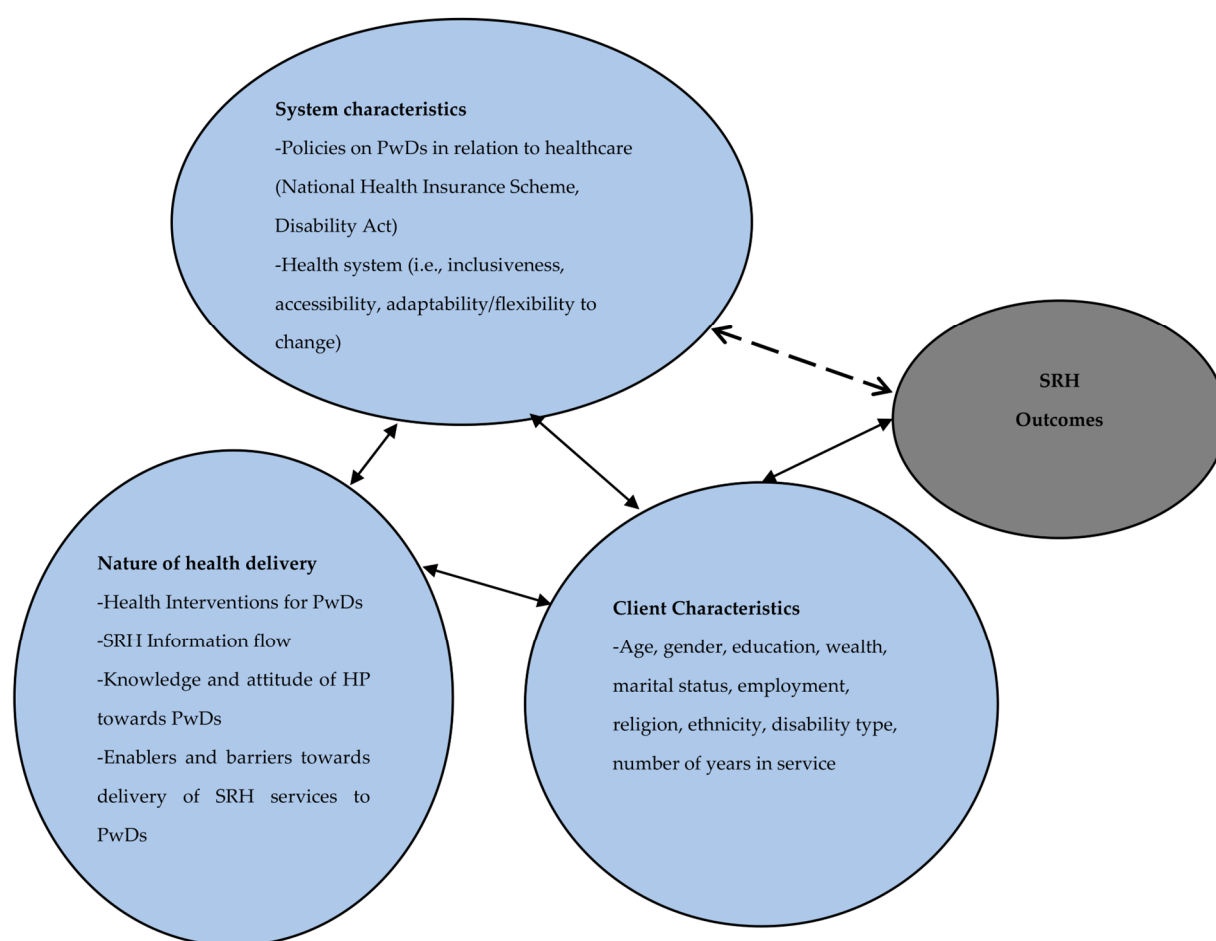 System characteristics
-Policies on PwDs in relation to healthcare
(National Health Insurance Scheme,
Disability Act)
-Health system (i.e., inclusiveness,
accessibility, adaptability/flexibility to
change)
SRH
Outcomes
Nature of health delivery
-Health Interventions for PwDs
-SRH Information flow
-Knowledge and attitude of HP
towards PwDs
-Enablers and barriers towards
delivery of SRH services to
PwDs
Client Characteristics
-Age, gender, education, wealth,
marital status, employment,
religion, ethnicity, disability type,
number of years in service